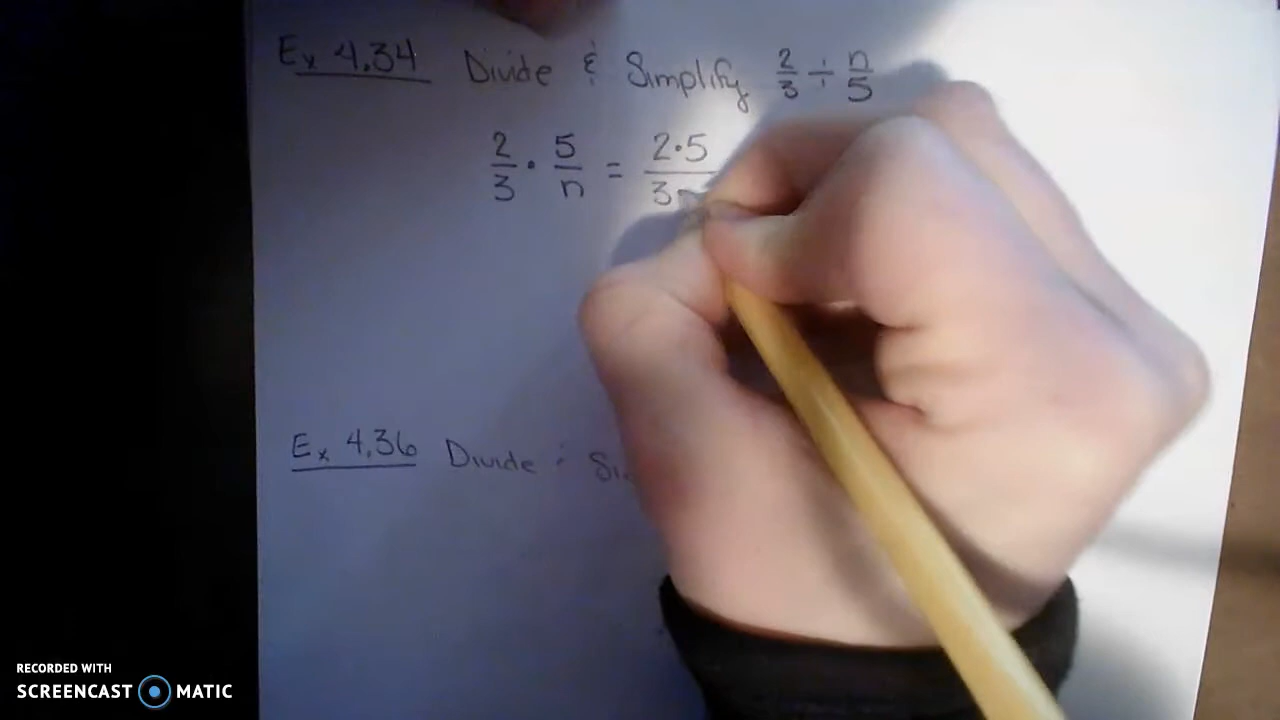 Ex 4.34 Divide & Simplify 2/3 ÷ n/5
2/3 · 5/n = 2·5/3n
Ex 4.36 Divide &
RECORDED WITH
SCREENCAST MATIC